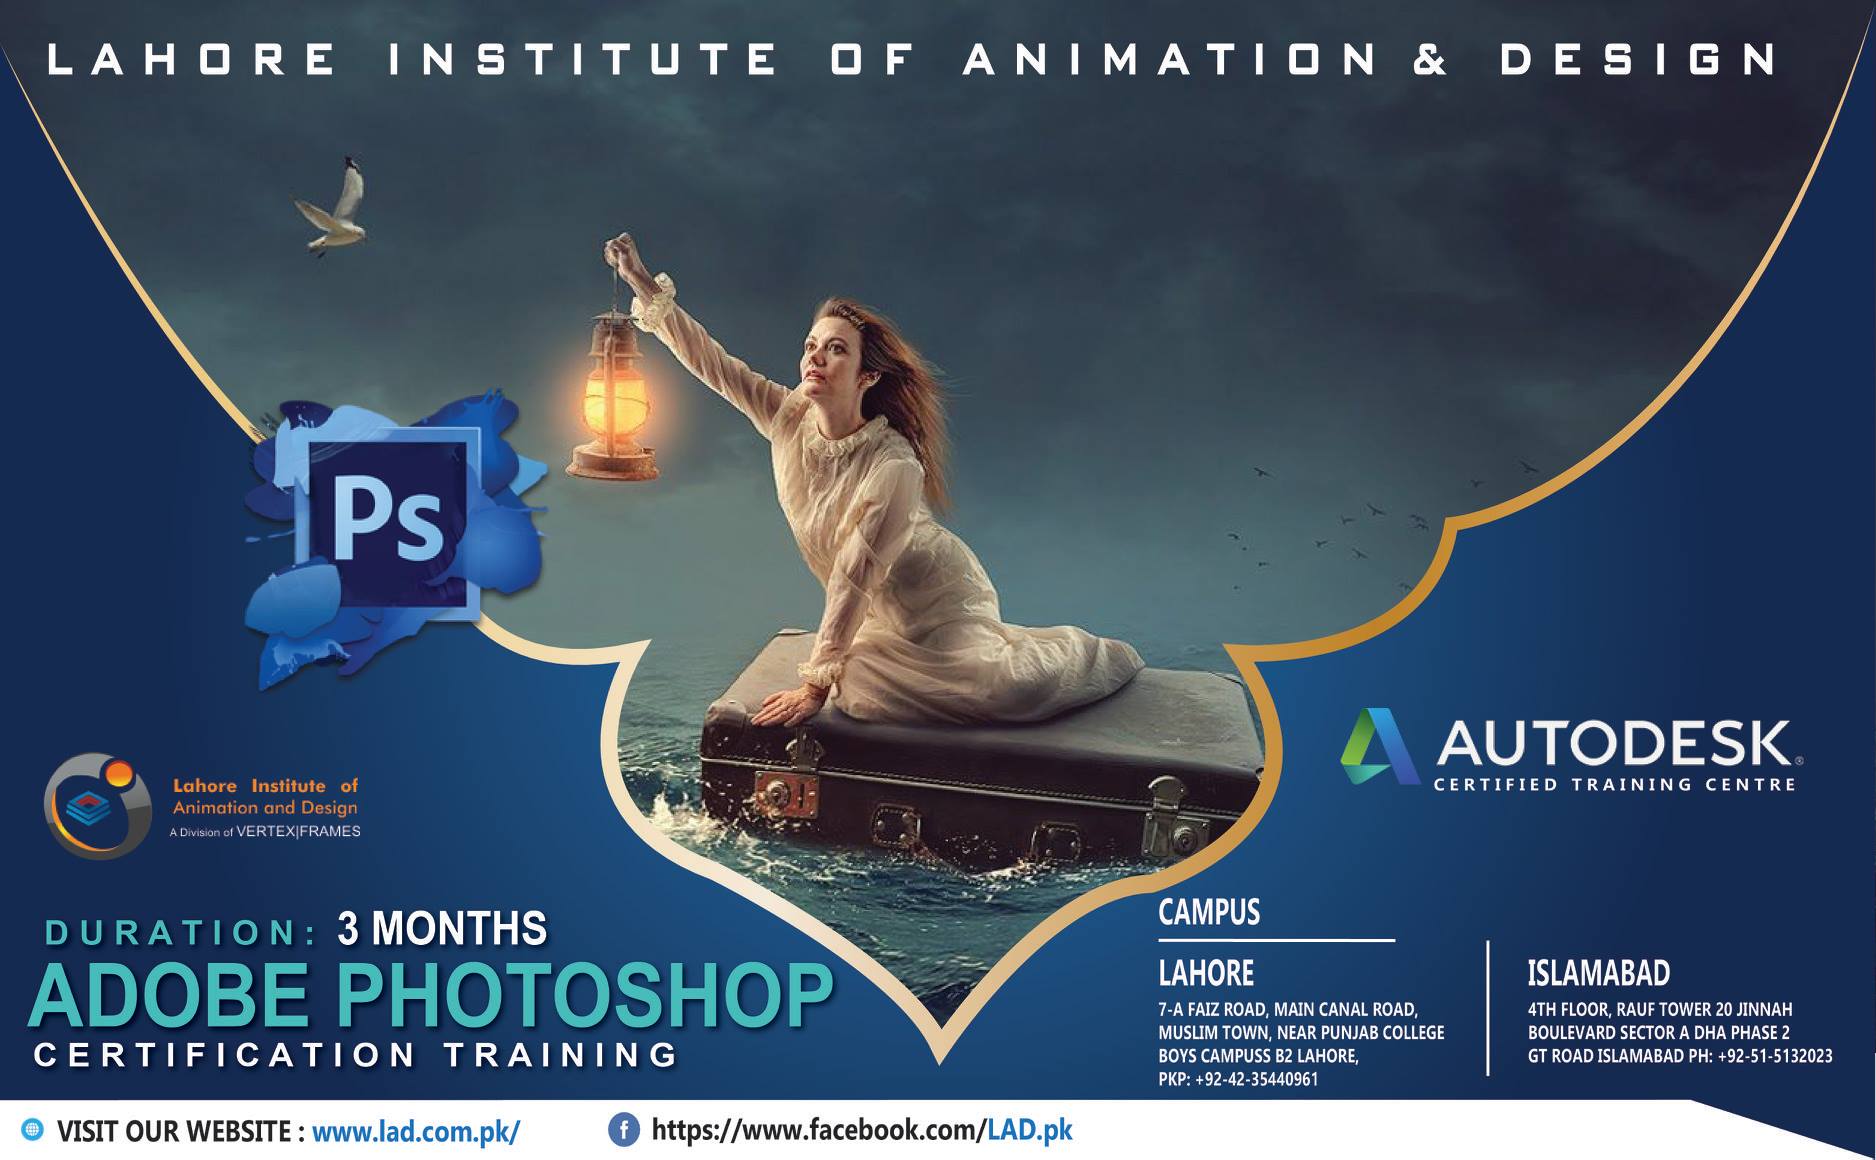 LAHORE INSTITUTE OF ANIMATION & DESIGN
Ps
AUTODESK®
CERTIFIED TRAINING CENTRE
Lahore Institute of
Animation and Design
A Division of VERTEX|FRAMES
DURATION: 3 MONTHS
ADOBE PHOTOSHOP
CERTIFICATION TRAINING
CAMPUS
LAHORE
7-A FAIZ ROAD, MAIN CANAL ROAD,
MUSLIM TOWN, NEAR PUNJAB COLLEGE
BOYS CAMPUSS B2 LAHORE,
PKP: +92-42-35440961
ISLAMABAD
4TH FLOOR, RAUF TOWER 20 JINNAH
BOULEVARD SECTOR A DHA PHASE 2
GT ROAD ISLAMABAD PH: +92-51-5132023
VISIT OUR WEBSITE : www.lad.com.pk/
f https://www.facebook.com/LAD.pk